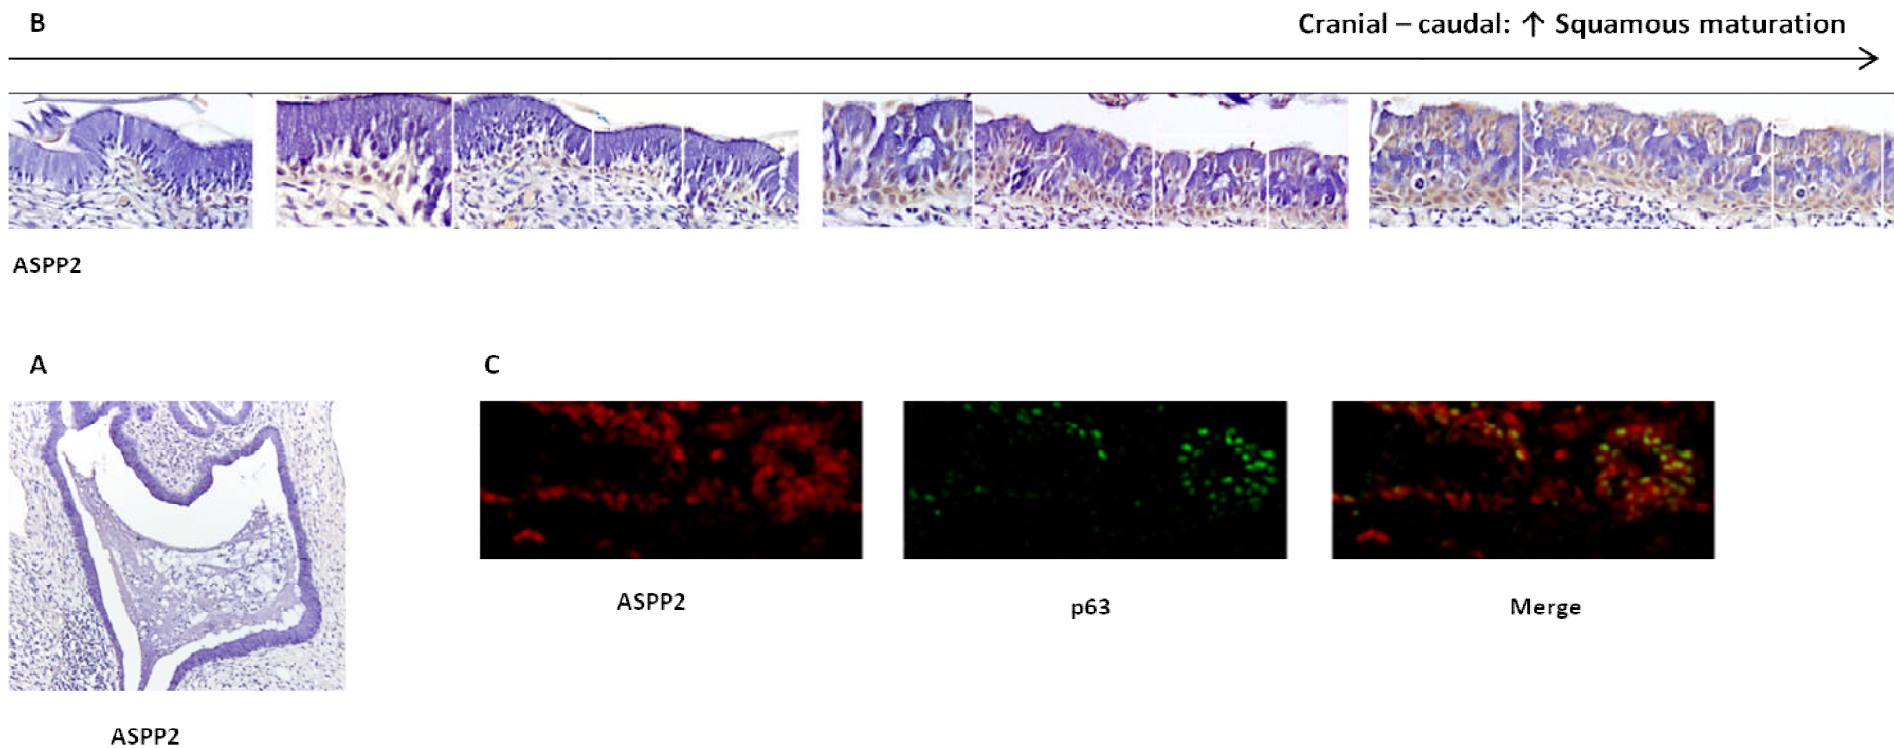 B
Cranial – caudal: ↑ Squamous maturation
ASPP2
A
C
ASPP2
p63
Merge
ASPP2